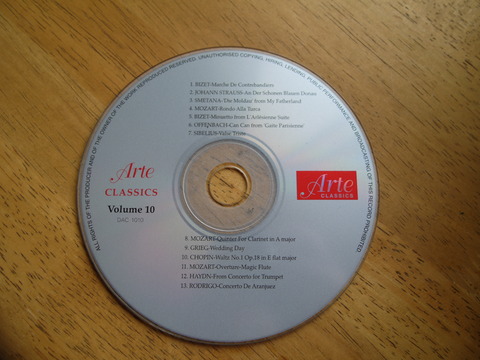 ALL RIGHTS OF THE PRODUCER AND OF THE OWNER OF THE WORK REPRODUCED RESERVED. UNAUTHORISED COPYING, HIRING, LENDING, PUBLIC PERFORMANCE AND BROADCASTING OF THIS RECORD PROHIBITED.
1. BIZET-Marche De Contrebandiers
2. JOHANN STRAUSS-An Der Schonen Blauen Donau
3. SMETANA-'Die Moldau' from My Fatherland
4. MOZART-Rondo Alla Turca
5. BIZET-Minuetto from L'Arlesienne Suite
6. OFFENBACH-Can Can from 'Gaite Parisienne'
7. SIBELIUS-Valse Triste
Arte
CLASSICS
Volume 10
DAC 1010
Arte
CLASSICS
8. MOZART-Quintet For Clarinet in A major
9. GRIEG-Wedding Day
10. CHOPIN-Waltz No.1 Op.18 in E flat major
11. MOZART-Overture-Magic Flute
12. HAYDN-From Concerto for Trumpet
13. RODRIGO-Concerto De Aranjuez